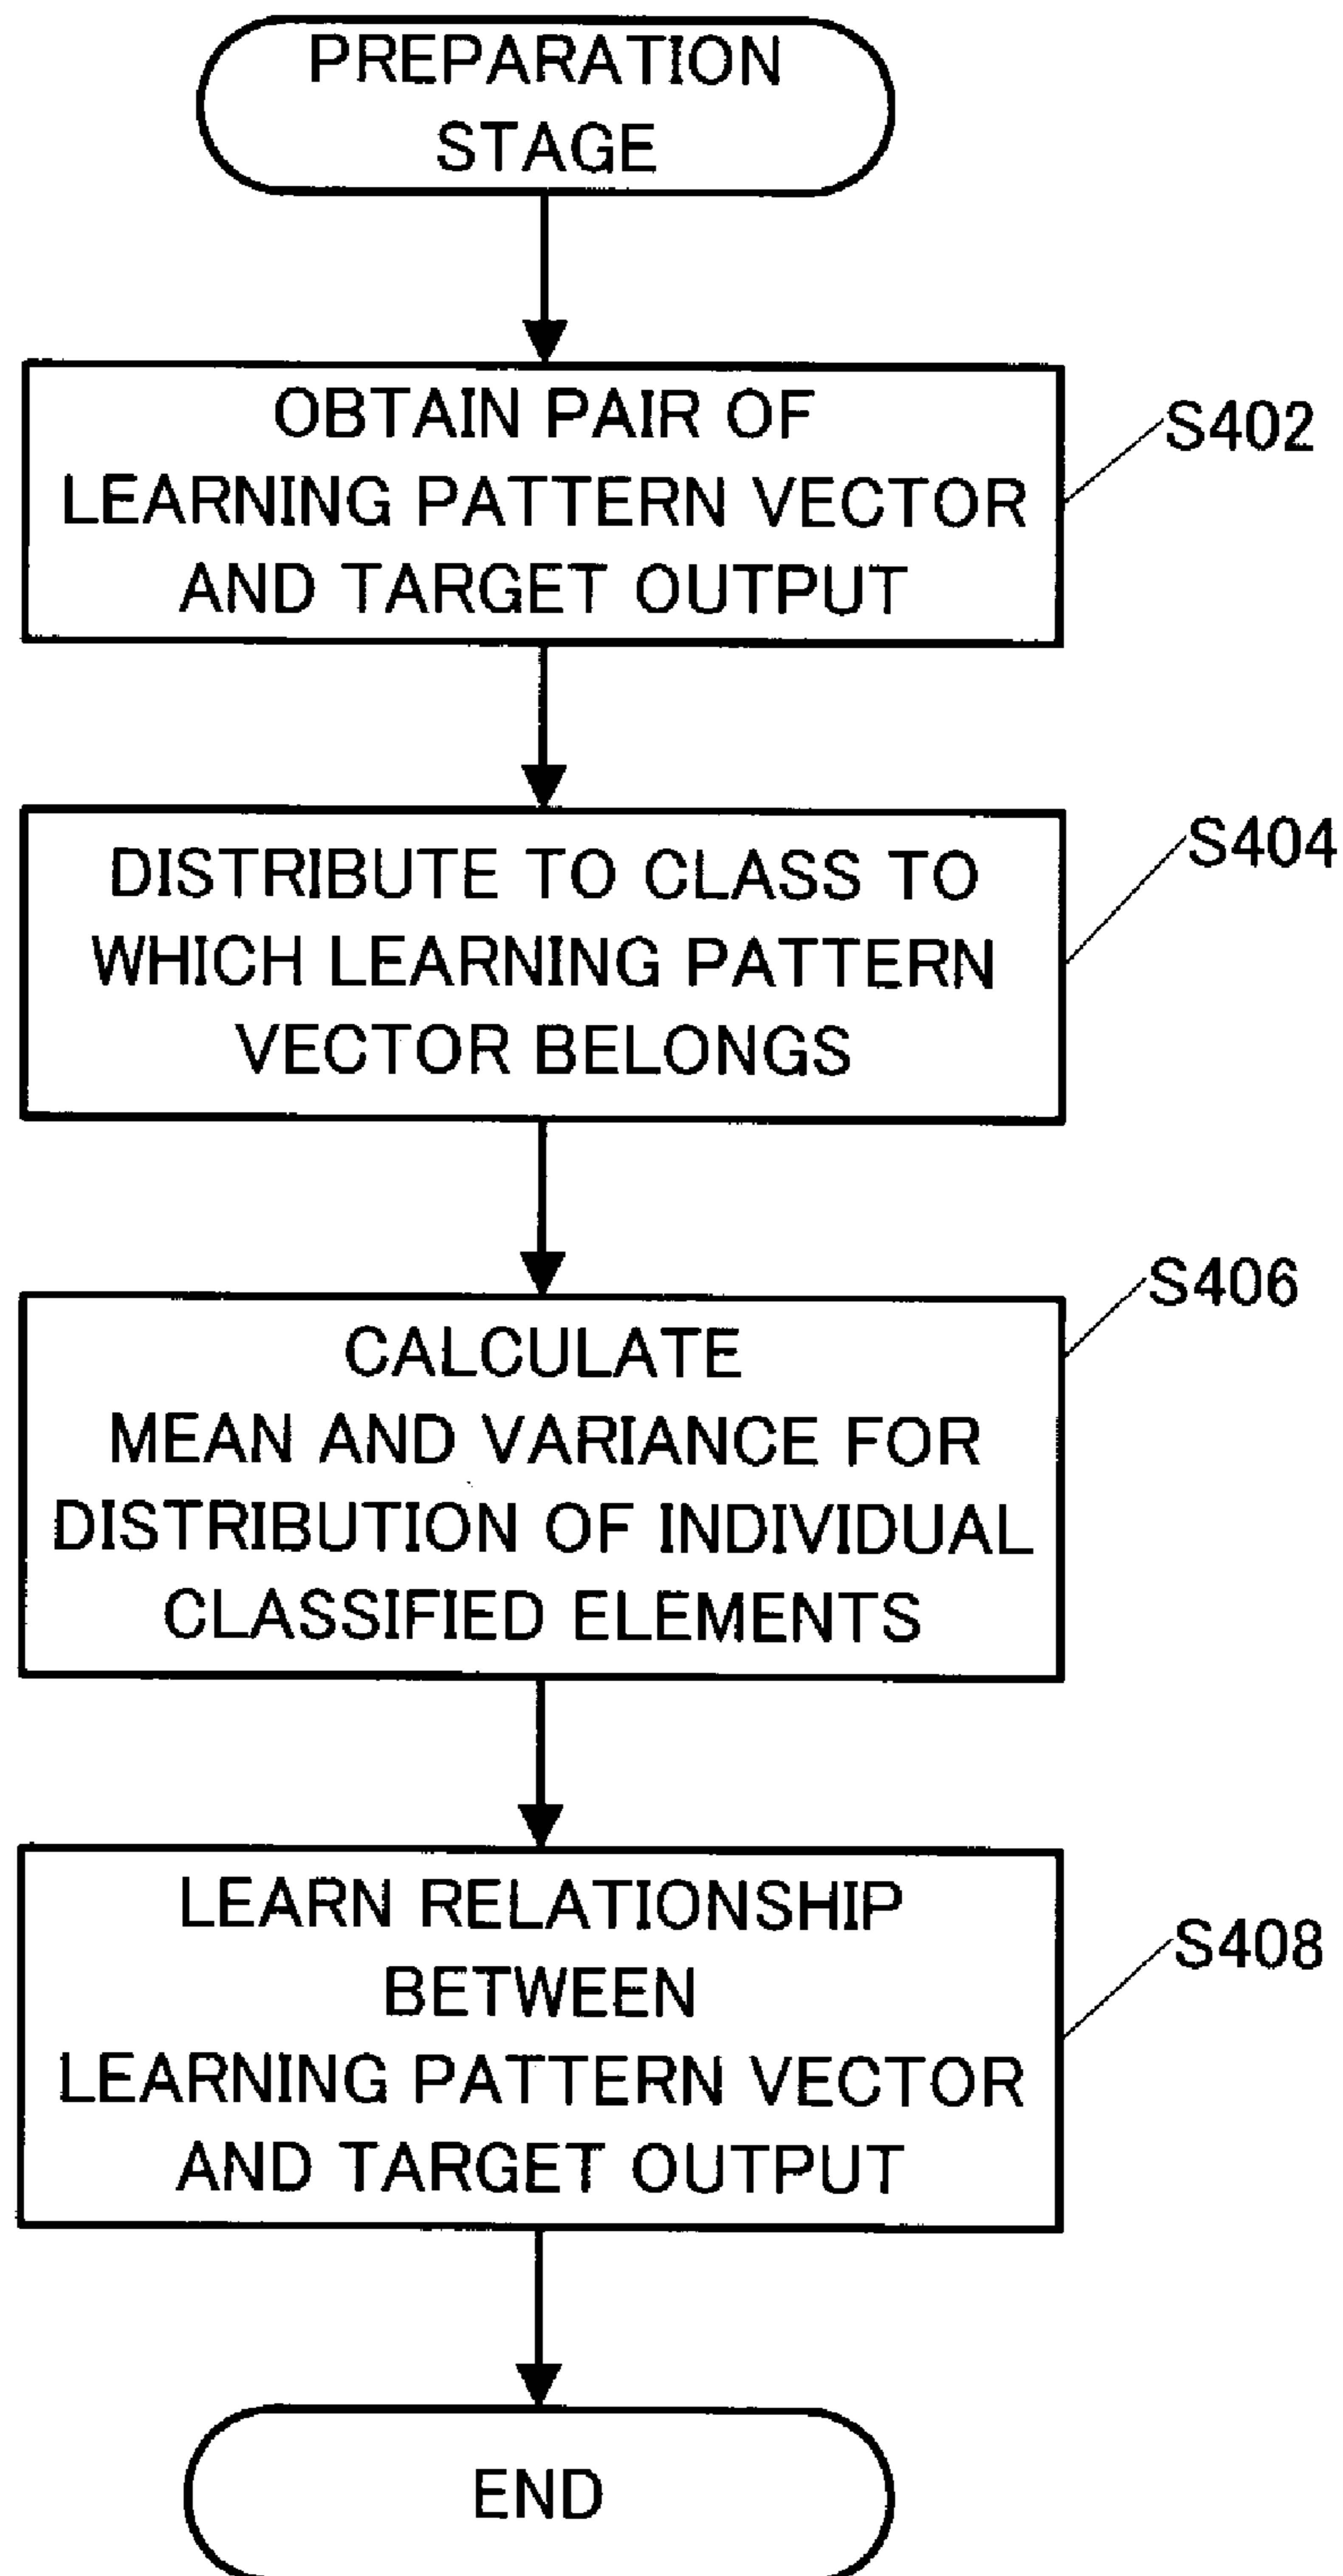 PREPARATION
STAGE
OBTAIN PAIR OF
LEARNING PATTERN VECTOR
AND TARGET OUTPUT
S402
DISTRIBUTE TO CLASS TO
WHICH LEARNING PATTERN
VECTOR BELONGS
S404
CALCULATE
MEAN AND VARIANCE FOR
DISTRIBUTION OF INDIVIDUAL
CLASSIFIED ELEMENTS
S406
LEARN RELATIONSHIP
BETWEEN
LEARNING PATTERN VECTOR
AND TARGET OUTPUT
S408
END